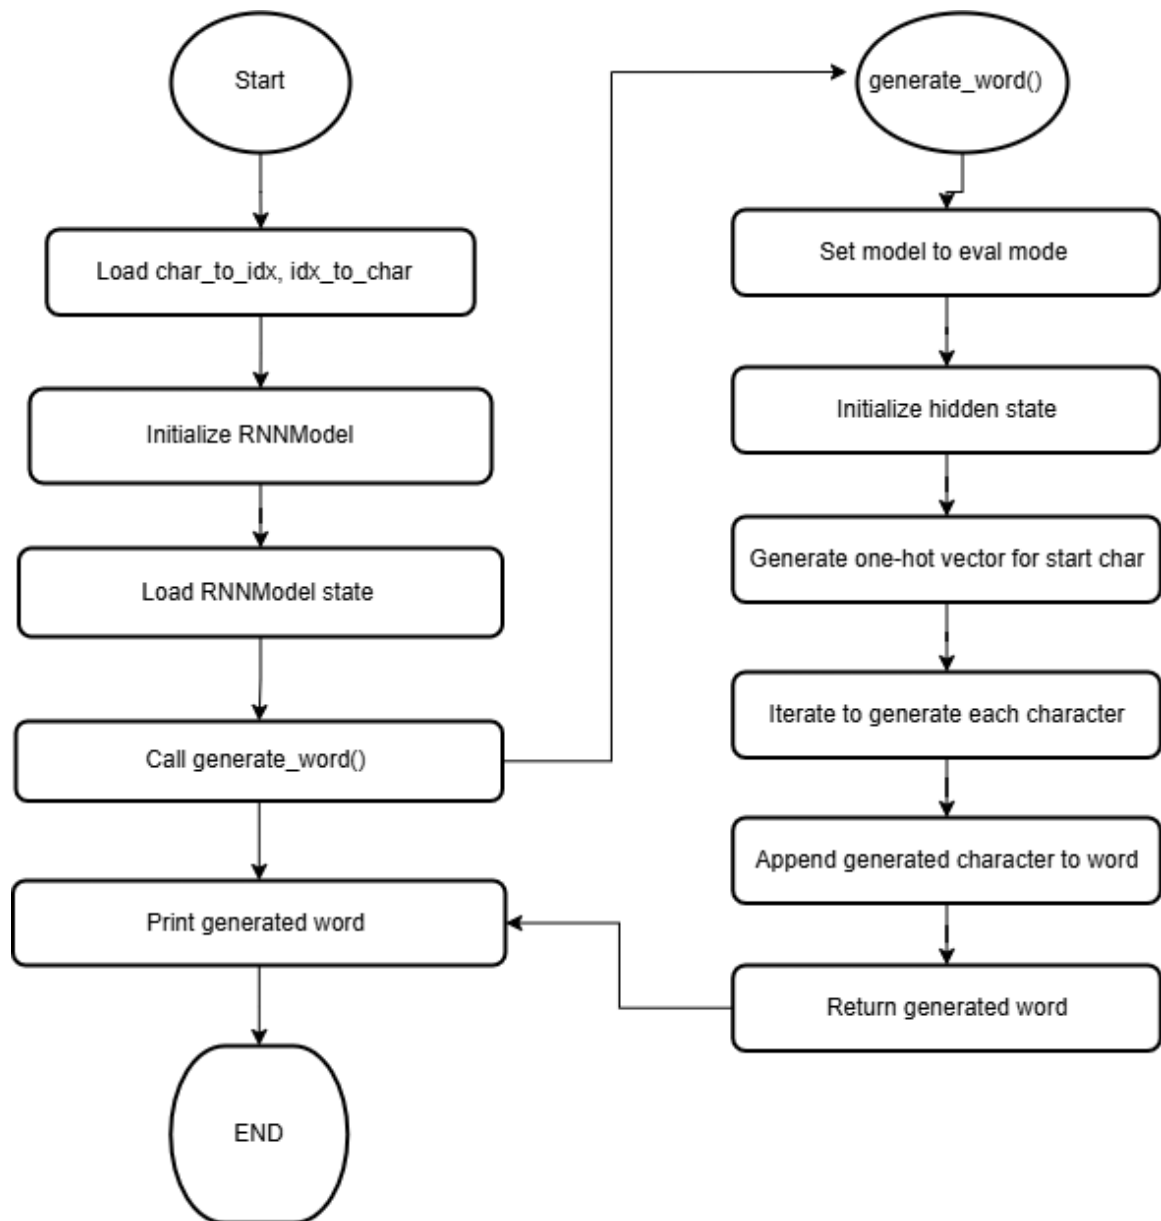 Start
Load char_to_idx, idx_to_char
Initialize RNNModel
Load RNNModel state
Call generate_word()
Print generated word
END
generate_word()
Set model to eval mode
Initialize hidden state
Generate one-hot vector for start char
Iterate to generate each character
Append generated character to word
Return generated word